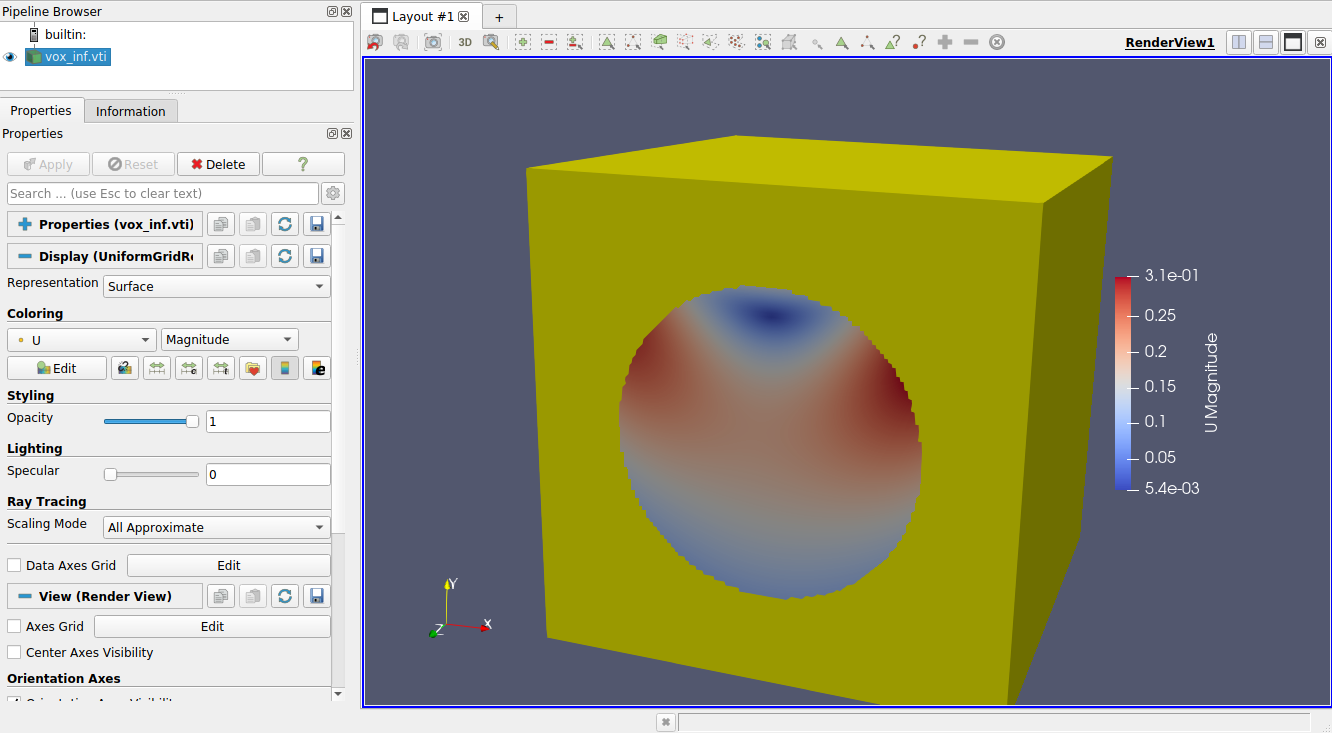 Pipeline Browser
builtin:
vox_inf.vti
Properties
Information
Properties
Apply
Reset
Delete
?
Search ... (use Esc to clear text)
Properties (vox_inf.vti)
Display (UniformGridRe
Representation
Surface
Coloring
U
Magnitude
Edit
Styling
Opacity
1
Lighting
Specular
0
Ray Tracing
Scaling Mode
All Approximate
Data Axes Grid
Edit
View (Render View)
Axes Grid
Edit
Center Axes Visibility
Orientation Axes
Layout #1
+
3D
RenderView1
3.1e-01
0.25
0.2
0.15
0.1
0.05
5.4e-03
U Magnitude
Y
X
Z